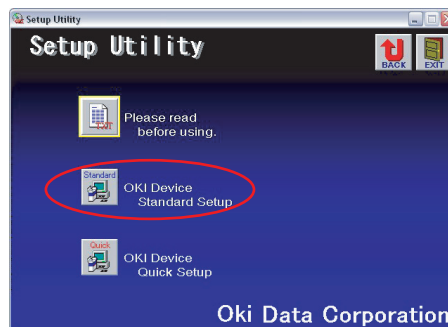 Setup Utility
Setup Utility
BACK
EXIT
TXT
Please read
before using.
Standard
OKI Device
Standard Setup
Quick
OKI Device
Quick Setup
Oki Data Corporation